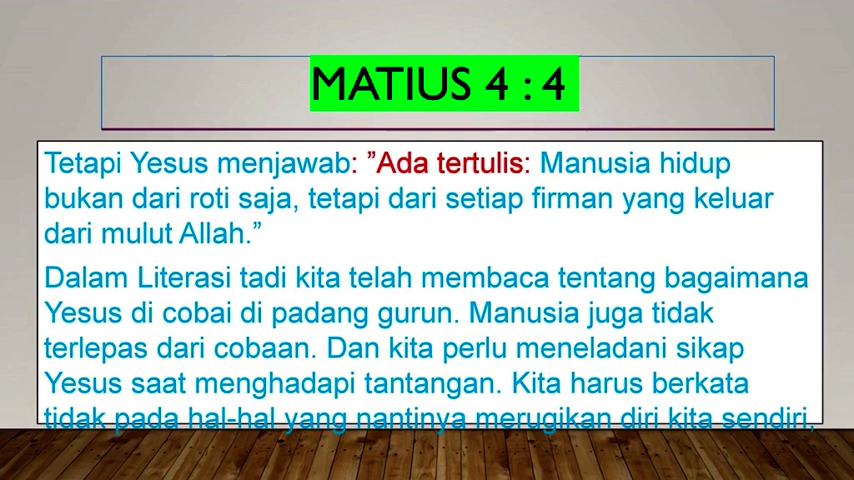 MATIUS 4 : 4
Tetapi Yesus menjawab: ”Ada tertulis: Manusia hidup
bukan dari roti saja, tetapi dari setiap firman yang keluar
dari mulut Allah.”
Dalam Literasi tadi kita telah membaca tentang bagaimana
Yesus di cobai di padang gurun. Manusia juga tidak
terlepas dari cobaan. Dan kita perlu meneladani sikap
Yesus saat menghadapi tantangan. Kita harus berkata
tidak pada hal-hal yang nantinya merugikan diri kita sendiri,